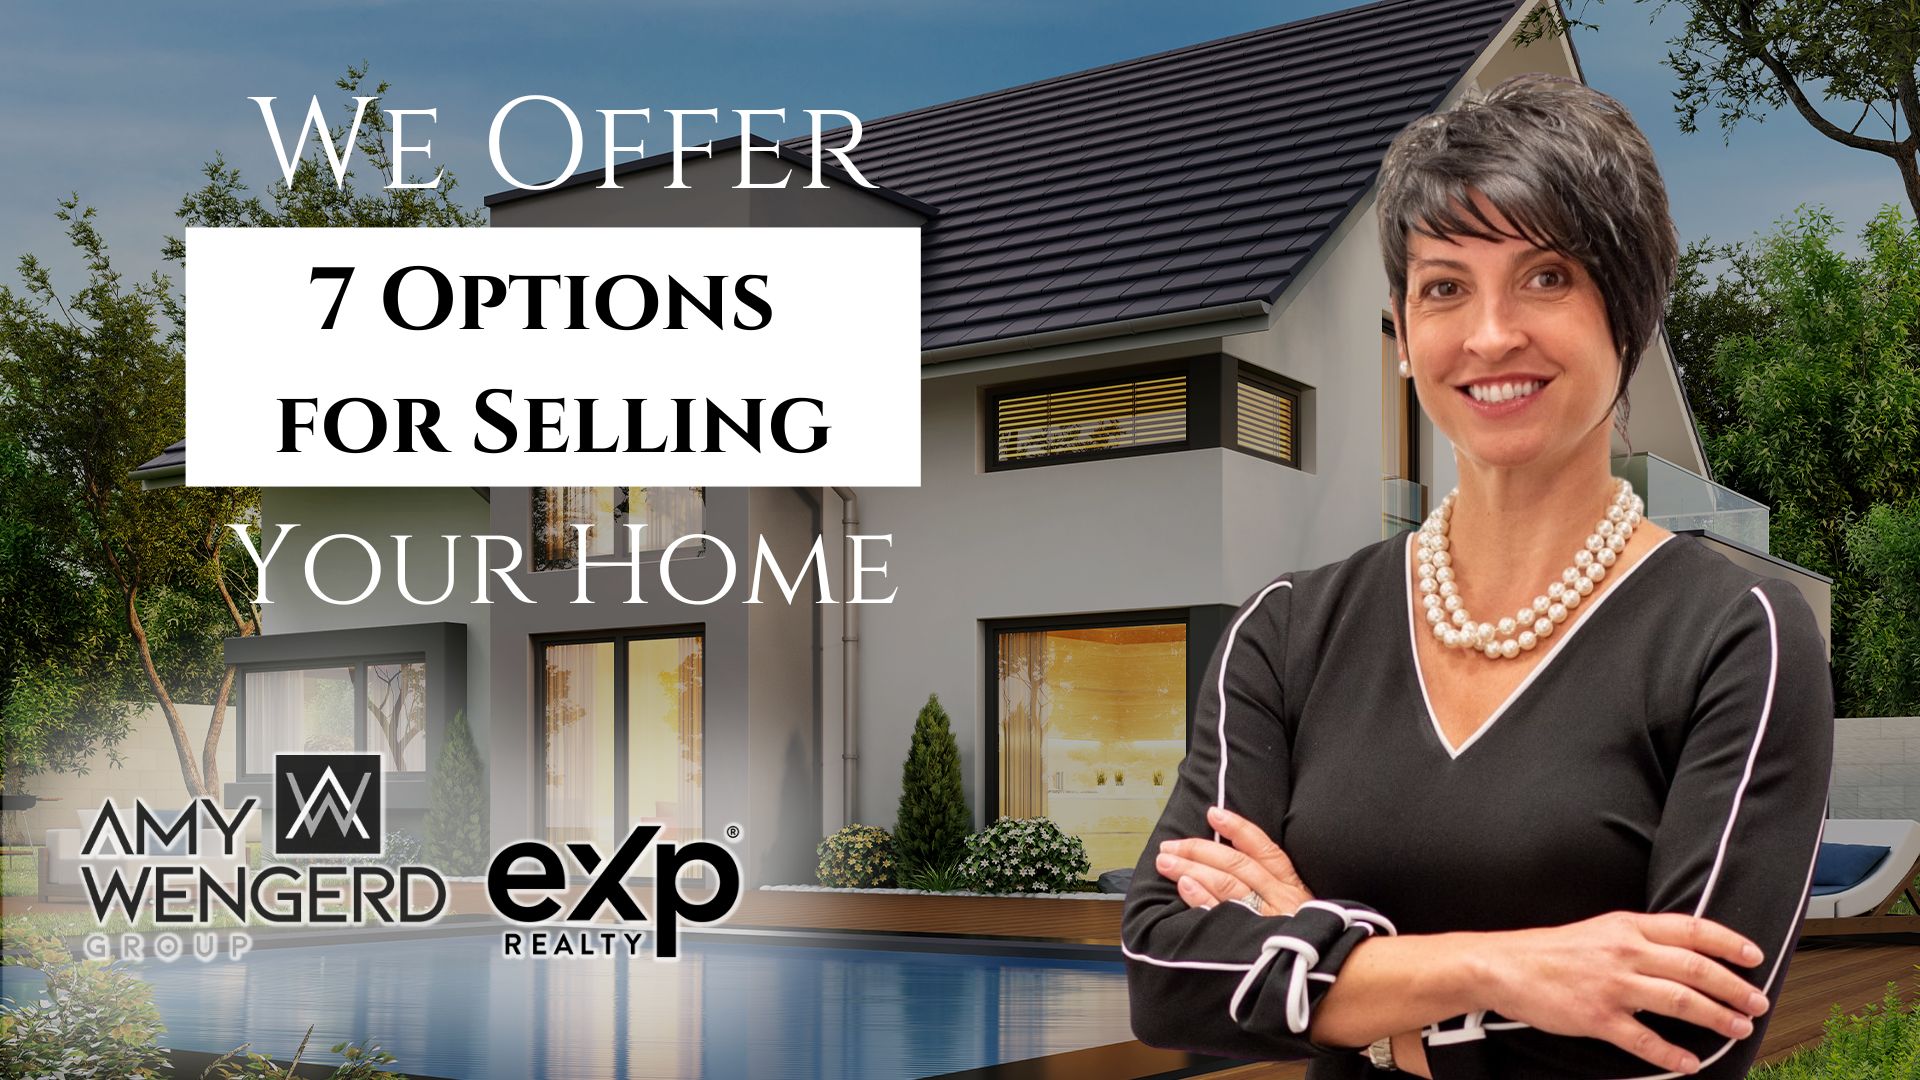 We Offer
7 Options
for Selling
Your Home
AMY
WENGERD
GROUP
eXp®
REALTY